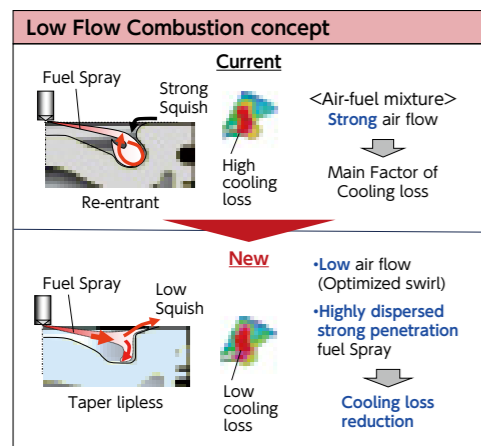 Low Flow Combustion concept
Current
Fuel Spray
Strong
Squish
High
cooling
loss
Re-entrant
<Air-fuel mixture>
Strong air flow
Main Factor of
Cooling loss
New
Fuel Spray
Low
Squish
Low
cooling
loss
Taper lipless
•Low air flow
(Optimized swirl)
•Highly dispersed
strong penetration
fuel Spray
Cooling loss
reduction